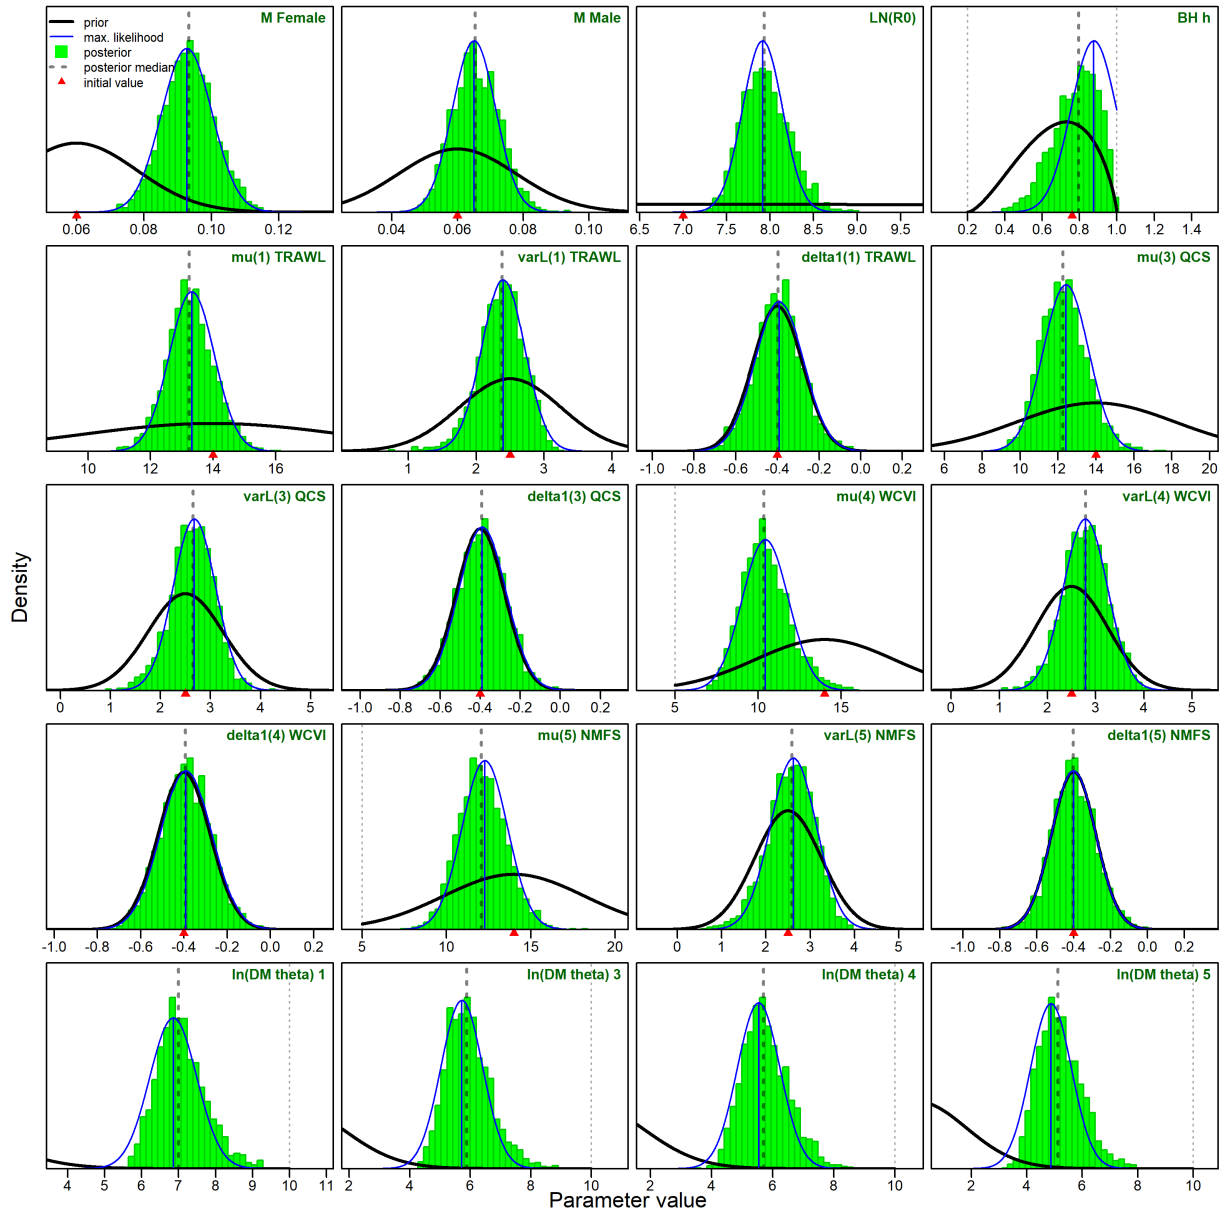 M Female
prior
max. likelihood
posterior
posterior median
initial value
0.06 0.08 0.10 0.12
M Male
0.04 0.06 0.08 0.10
LN(R0)
6.5 7.0 7.5 8.0 8.5 9.0 9.5
BH h
0.2 0.4 0.6 0.8 1.0 1.2 1.4
mu(1) TRAWL
10 12 14 16
varL(1) TRAWL
1 2 3 4
delta1(1) TRAWL
-1.0 -0.8 -0.6 -0.4 -0.2 0.0 0.2
mu(3) QCS
6 8 10 12 14 16 18 20
varL(3) QCS
0 1 2 3 4 5
delta1(3) QCS
-1.0 -0.8 -0.6 -0.4 -0.2 0.0 0.2
mu(4) WCVI
5 10 15
varL(4) WCVI
0 1 2 3 4 5
delta1(4) WCVI
-1.0 -0.8 -0.6 -0.4 -0.2 0.0 0.2
mu(5) NMFS
5 10 15 20
varL(5) NMFS
0 1 2 3 4 5
delta1(5) NMFS
-1.0 -0.8 -0.6 -0.4 -0.2 0.0 0.2
ln(DM theta) 1
4 5 6 7 8 9 10 11
ln(DM theta) 3
2 4 6 8 10
ln(DM theta) 4
2 4 6 8 10
ln(DM theta) 5
2 4 6 8 10
Density
Parameter value